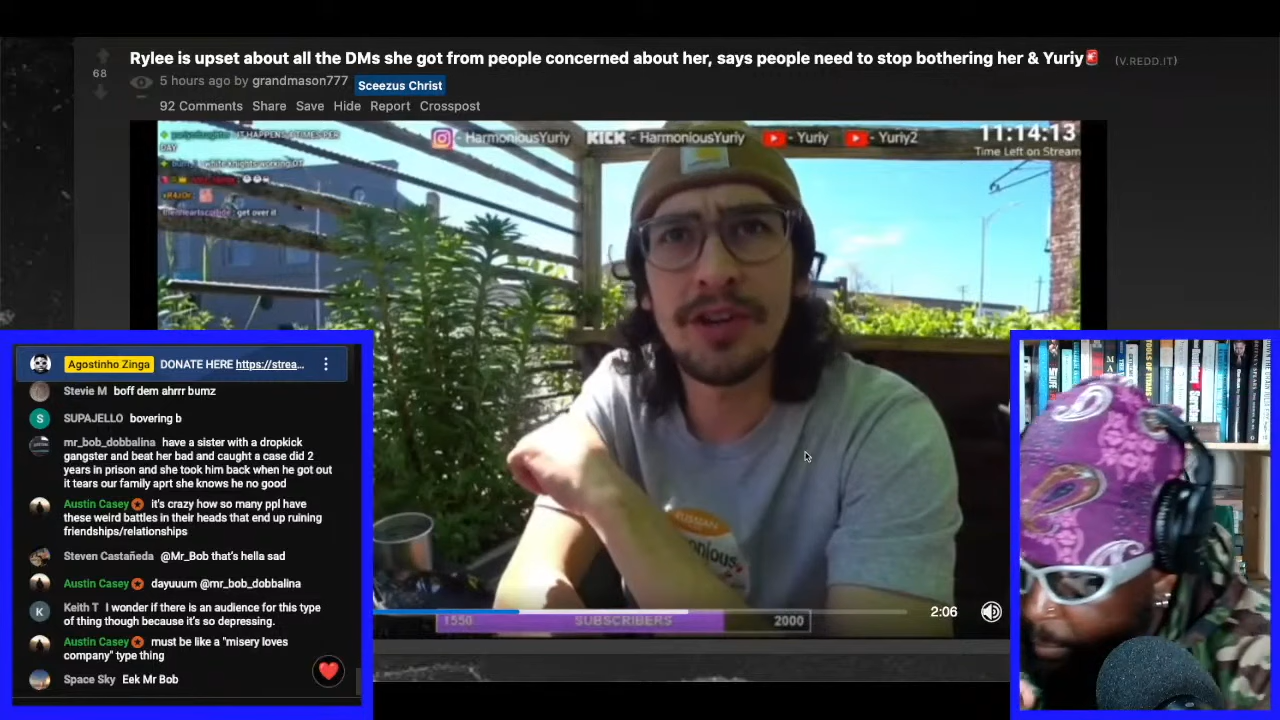 Rylee is upset about all the DMs she got from people concerned about her, says people need to stop bothering her & Yuriy🚨 (V.REDD.IT)
68
5 hours ago by grandmason777 Sceezus Christ
92 Comments Share Save Hide Report Crosspost
IT HAPPENS
DAY
- HarmoniousYuriy KICK - HarmoniousYuriy - Yuriy - Yuriy2
11:14:13
Time Left on Stream
get over it
RUSSIAN
Agostinho Zinga DONATE HERE https://strea...
Stevie M boff dem ahrrr bumz
S SUPAJELLO bovering b
mr_bob_dobbalina have a sister with a dropkick
gangster and beat her bad and caught a case did 2
years in prison and she took him back when he got out
it tears our family aprt she knows he no good
Austin Casey it's crazy how so many ppl have
these weird battles in their heads that end up ruining
friendships/relationships
Steven Castañeda @Mr_Bob that's hella sad
Austin Casey dayuuum @mr_bob_dobbalina
K Keith T I wonder if there is an audience for this type
of thing though because it's so depressing.
Austin Casey must be like a "misery loves
company" type thing
Space Sky Eek Mr Bob
2:06
1550 SUBSCRIBERS 2000
TOOLS OF TITANS